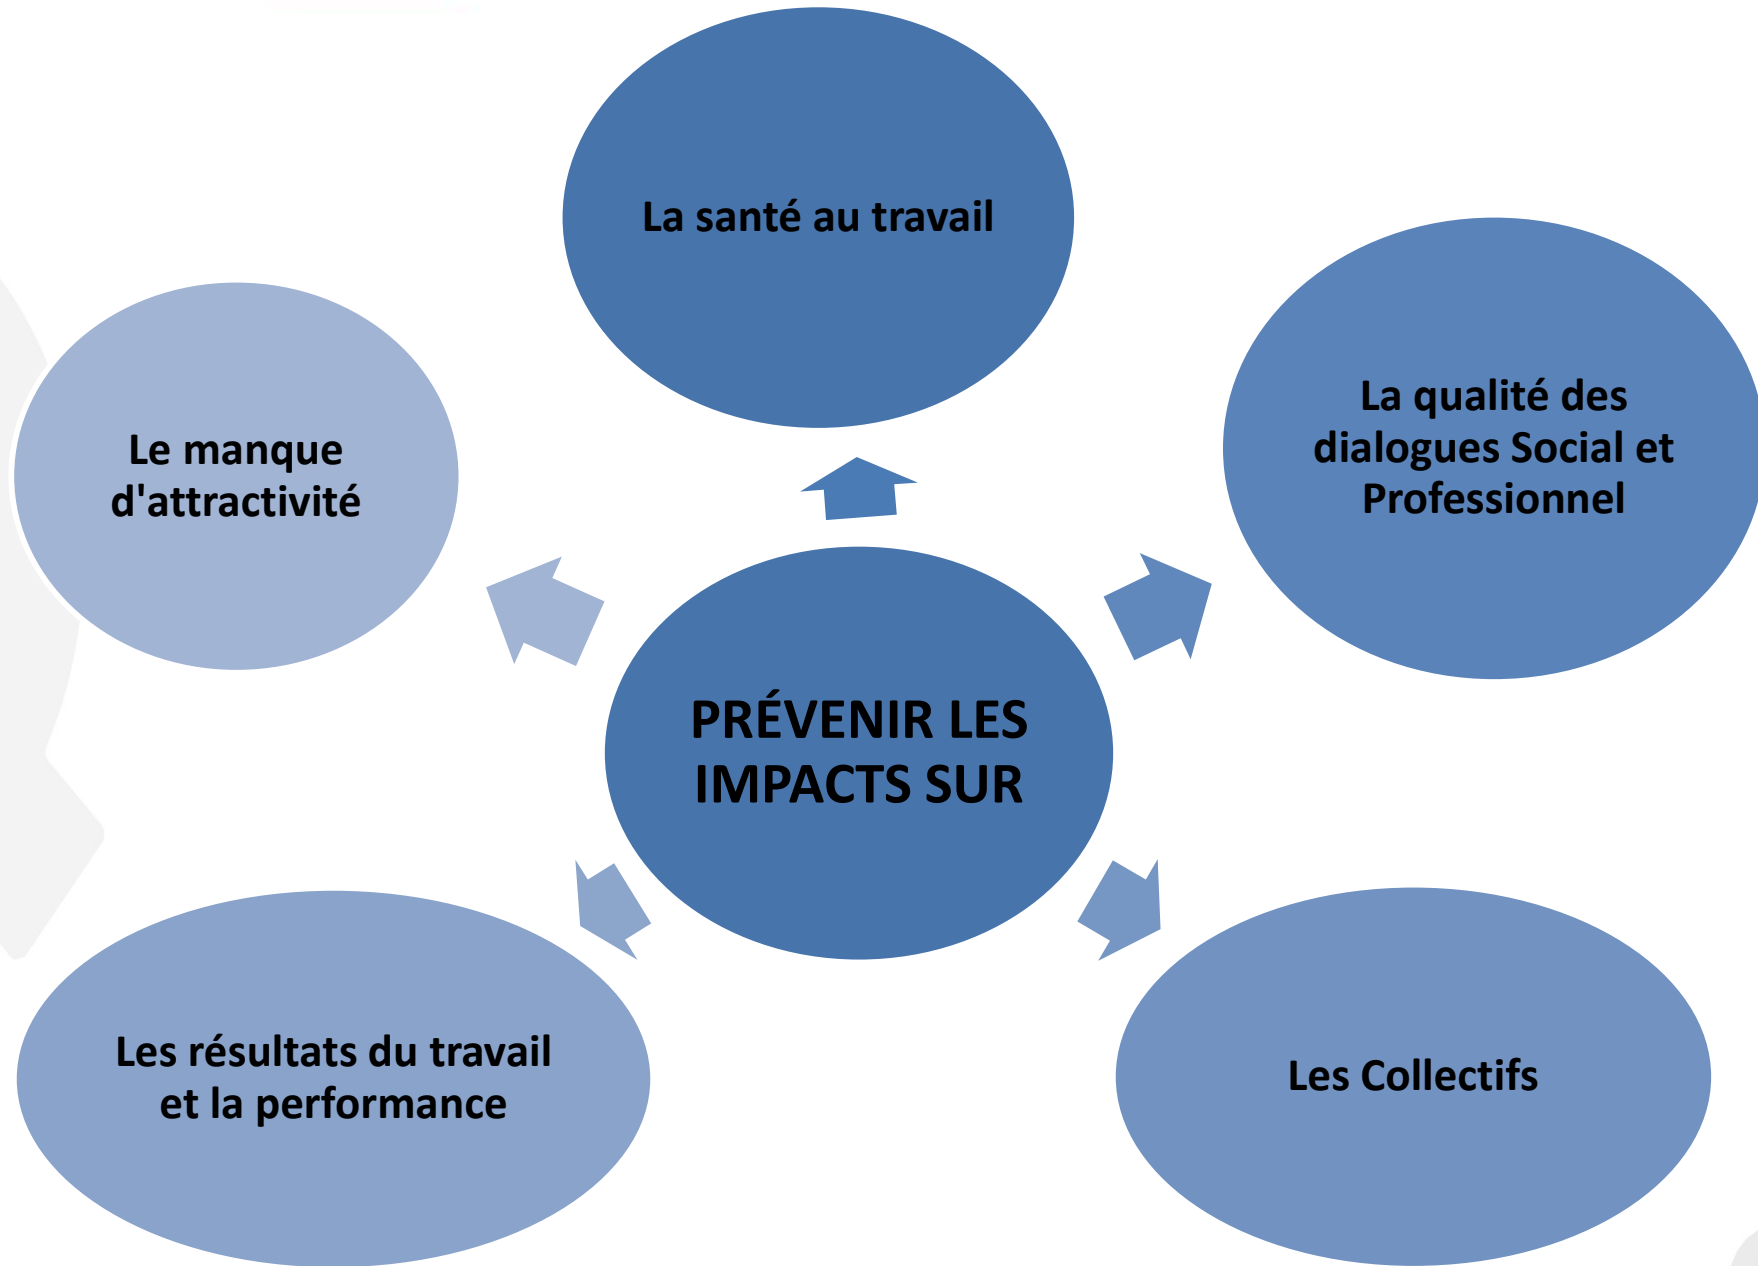 La santé au travail
La qualité des
dialogues Social et
Professionnel
Le manque
d'attractivité
PRÉVENIR LES
IMPACTS SUR
Les résultats du travail
et la performance
Les Collectifs